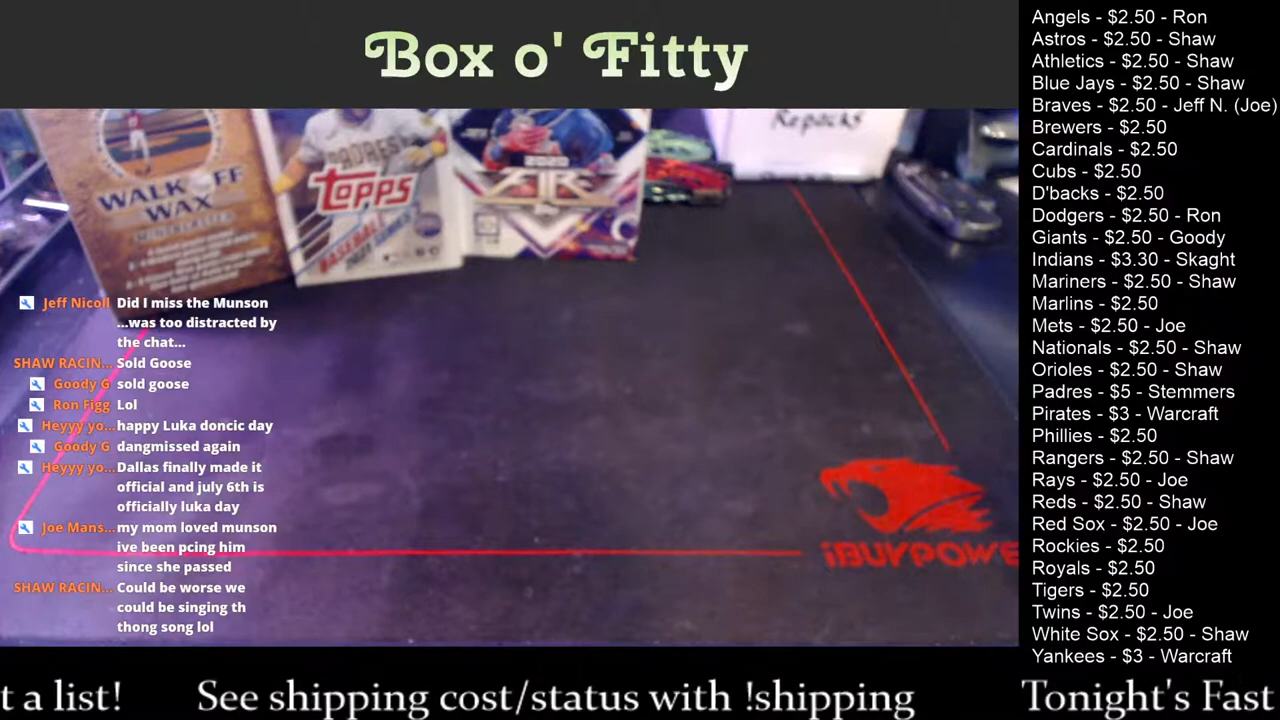 Box o' Fitty
WALK OFF
WAX
PADRES
topps
BASEBALL
2020
FIRE
Repacks
iBUYPOWE
Jeff Nicoll Did I miss the Munson
...was too distracted by
the chat...
SHAW RACIN... Sold Goose
Goody G sold goose
Ron Figg Lol
Heyyy yo... happy Luka doncic day
Goody G dangmissed again
Heyyy yo... Dallas finally made it
official and july 6th is
officially luka day
Joe Mans... my mom loved munson
ive been pcing him
since she passed
SHAW RACIN... Could be worse we
could be singing th
thong song lol
Angels - $2.50 - Ron
Astros - $2.50 - Shaw
Athletics - $2.50 - Shaw
Blue Jays - $2.50 - Shaw
Braves - $2.50 - Jeff N. (Joe)
Brewers - $2.50
Cardinals - $2.50
Cubs - $2.50
D'backs - $2.50
Dodgers - $2.50 - Ron
Giants - $2.50 - Goody
Indians - $3.30 - Skaght
Mariners - $2.50 - Shaw
Marlins - $2.50
Mets - $2.50 - Joe
Nationals - $2.50 - Shaw
Orioles - $2.50 - Shaw
Padres - $5 - Stemmers
Pirates - $3 - Warcraft
Phillies - $2.50
Rangers - $2.50 - Shaw
Rays - $2.50 - Joe
Reds - $2.50 - Shaw
Red Sox - $2.50 - Joe
Rockies - $2.50
Royals - $2.50
Tigers - $2.50
Twins - $2.50 - Joe
White Sox - $2.50 - Shaw
Yankees - $3 - Warcraft
t a list! See shipping cost/status with !shipping Tonight's Fast